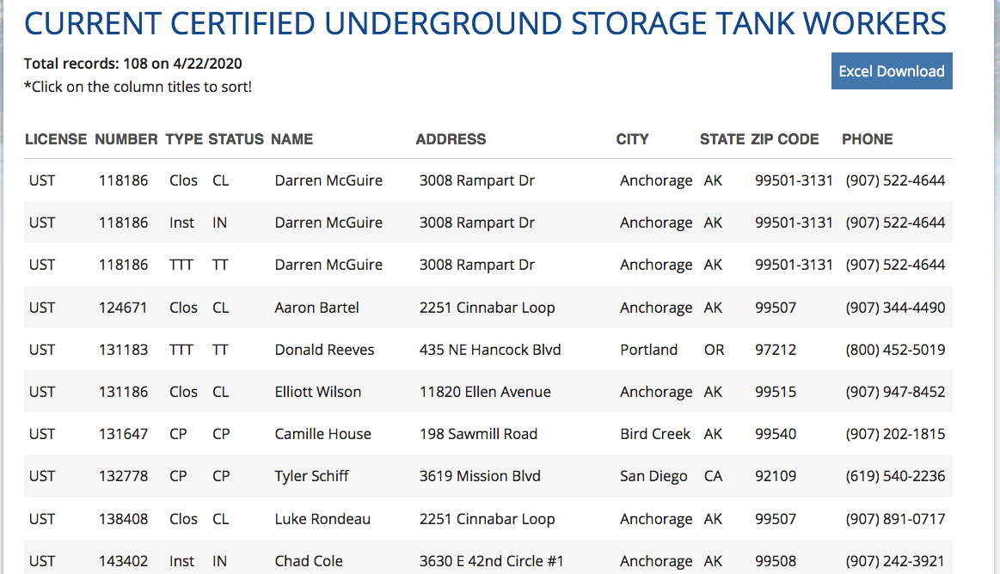 CURRENT CERTIFIED UNDERGROUND STORAGE TANK WORKERS
Total records: 108 on 4/22/2020
*Click on the column titles to sort!
Excel Download
LICENSE NUMBER TYPE STATUS NAME ADDRESS CITY STATE ZIP CODE PHONE
UST 118186 Clos CL Darren McGuire 3008 Rampart Dr Anchorage AK 99501-3131 (907) 522-4644
UST 118186 Inst IN Darren McGuire 3008 Rampart Dr Anchorage AK 99501-3131 (907) 522-4644
UST 118186 TTT TT Darren McGuire 3008 Rampart Dr Anchorage AK 99501-3131 (907) 522-4644
UST 124671 Clos CL Aaron Bartel 2251 Cinnabar Loop Anchorage AK 99507 (907) 344-4490
UST 131183 TTT TT Donald Reeves 435 NE Hancock Blvd Portland OR 97212 (800) 452-5019
UST 131186 Clos CL Elliott Wilson 11820 Ellen Avenue Anchorage AK 99515 (907) 947-8452
UST 131647 CP CP Camille House 198 Sawmill Road Bird Creek AK 99540 (907) 202-1815
UST 132778 CP CP Tyler Schiff 3619 Mission Blvd San Diego CA 92109 (619) 540-2236
UST 138408 Clos CL Luke Rondeau 2251 Cinnabar Loop Anchorage AK 99507 (907) 891-0717
UST 143402 Inst IN Chad Cole 3630 E 42nd Circle #1 Anchorage AK 99508 (907) 242-3921